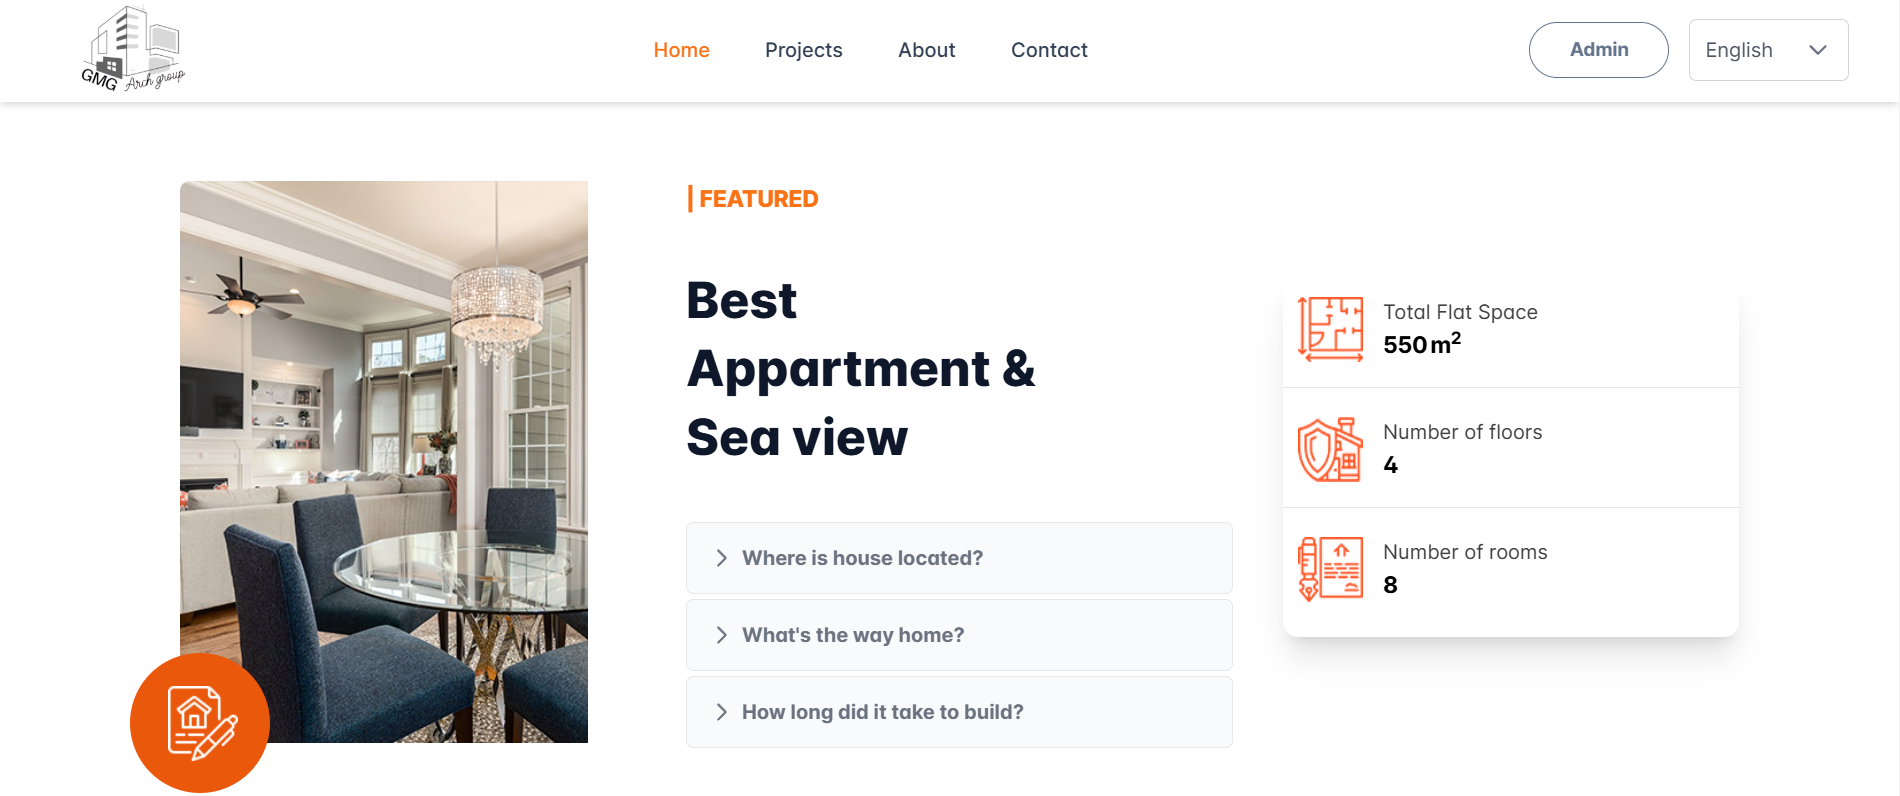 GMG Arch group
Home
Projects
About
Contact
Admin
English
| FEATURED
Best
Appartment &
Sea view
Where is house located?
What's the way home?
How long did it take to build?
Total Flat Space
550 m²
Number of floors
4
Number of rooms
8